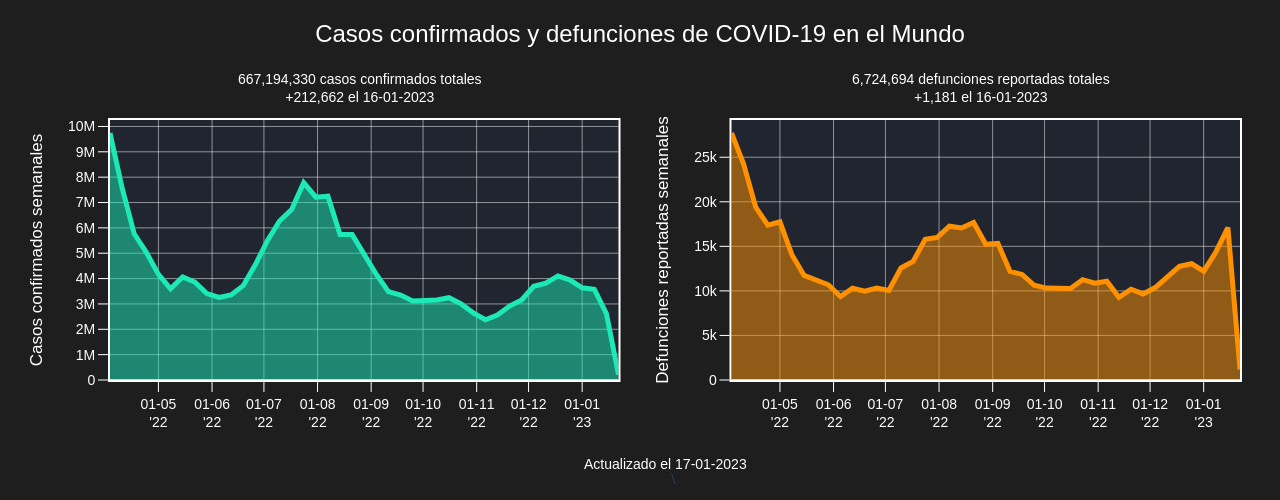 Casos confirmados y defunciones de COVID-19 en el Mundo
667,194,330 casos confirmados totales
+212,662 el 16-01-2023
Casos confirmados semanales
10M
9M
8M
7M
6M
5M
4M
3M
2M
1M
0
01-05 '22
01-06 '22
01-07 '22
01-08 '22
01-09 '22
01-10 '22
01-11 '22
01-12 '22
01-01 '23
6,724,694 defunciones reportadas totales
+1,181 el 16-01-2023
Defunciones reportadas semanales
25k
20k
15k
10k
5k
0
01-05 '22
01-06 '22
01-07 '22
01-08 '22
01-09 '22
01-10 '22
01-11 '22
01-12 '22
01-01 '23
Actualizado el 17-01-2023
\